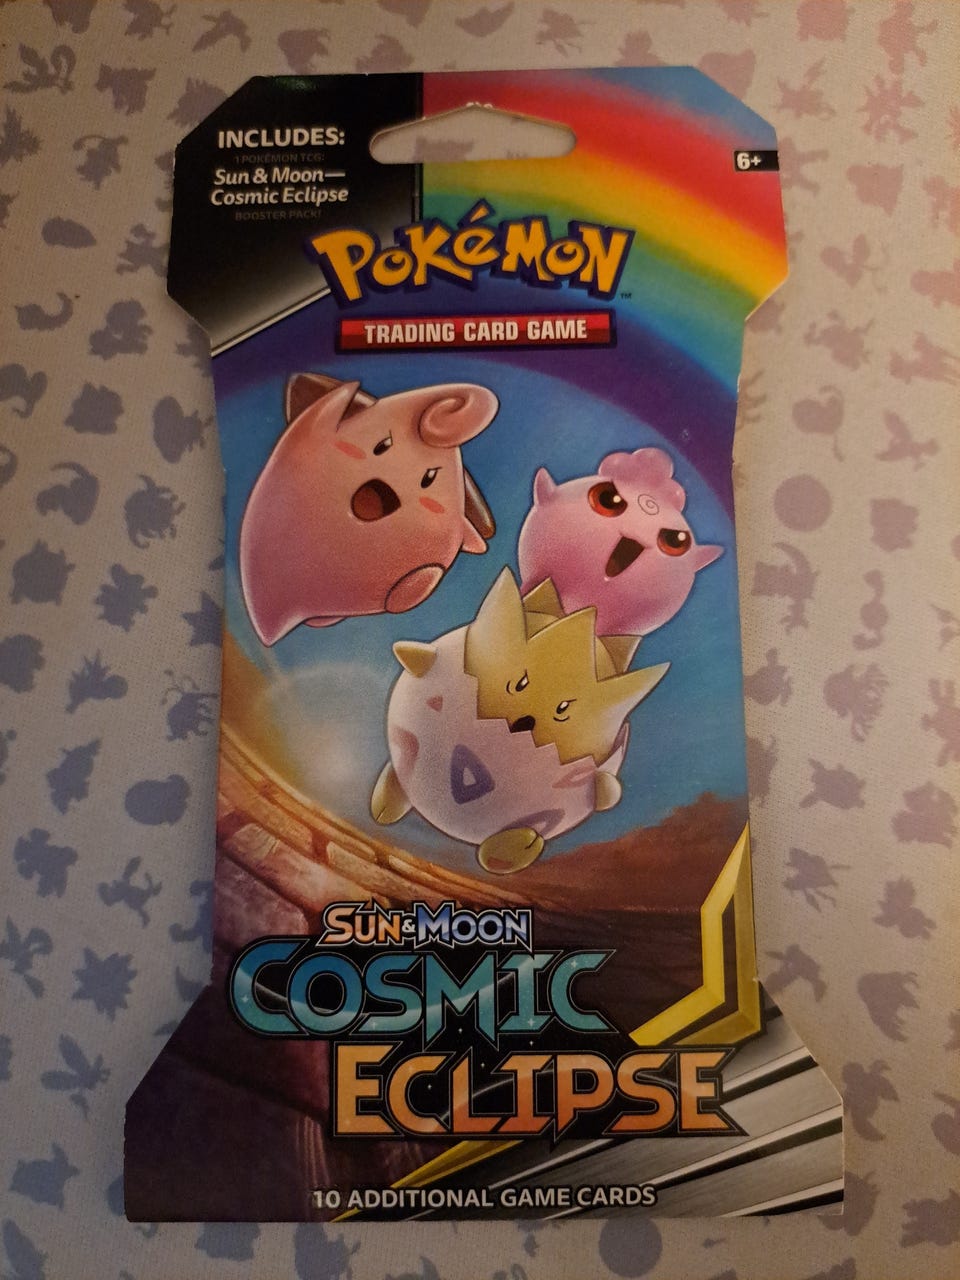 INCLUDES:
1 POKÉMON TCG:
Sun & Moon—
Cosmic Eclipse
BOOSTER PACK!
6+
POKÉMON
™
TRADING CARD GAME
SUN & MOON
COSMIC
ECLIPSE
10 ADDITIONAL GAME CARDS